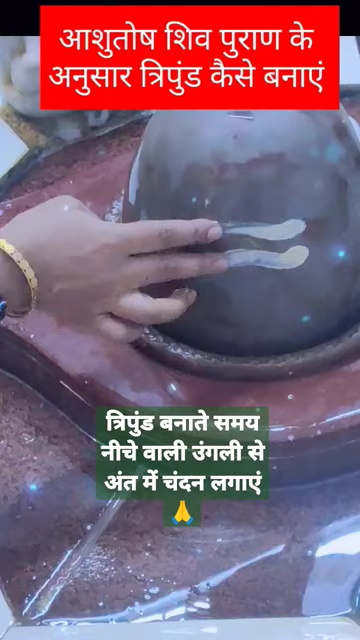 आशुतोष शिव पुराण के
अनुसार त्रिपुंड कैसे बनाएं
त्रिपुंड बनाते समय
नीचे वाली उंगली से
अंत में चंदन लगाएं
🙏